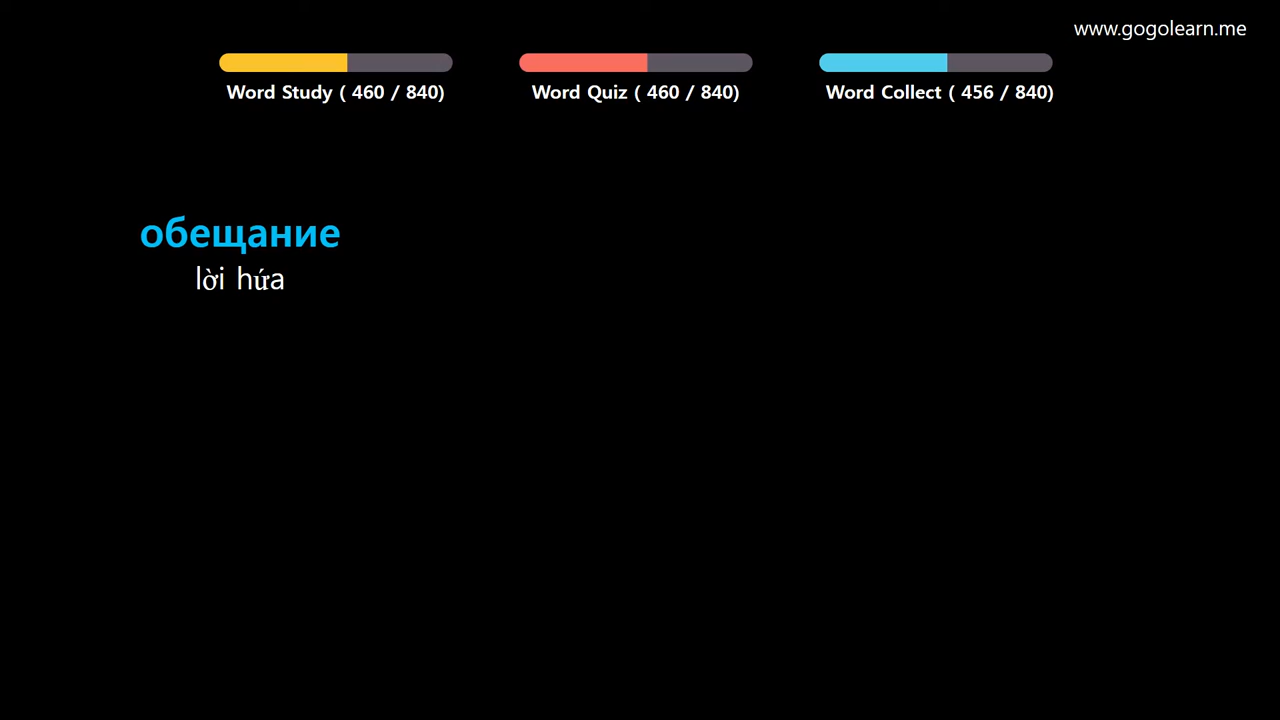 www.gogolearn.me
Word Study ( 460 / 840)
Word Quiz ( 460 / 840)
Word Collect ( 456 / 840)
обещание
lời hứa